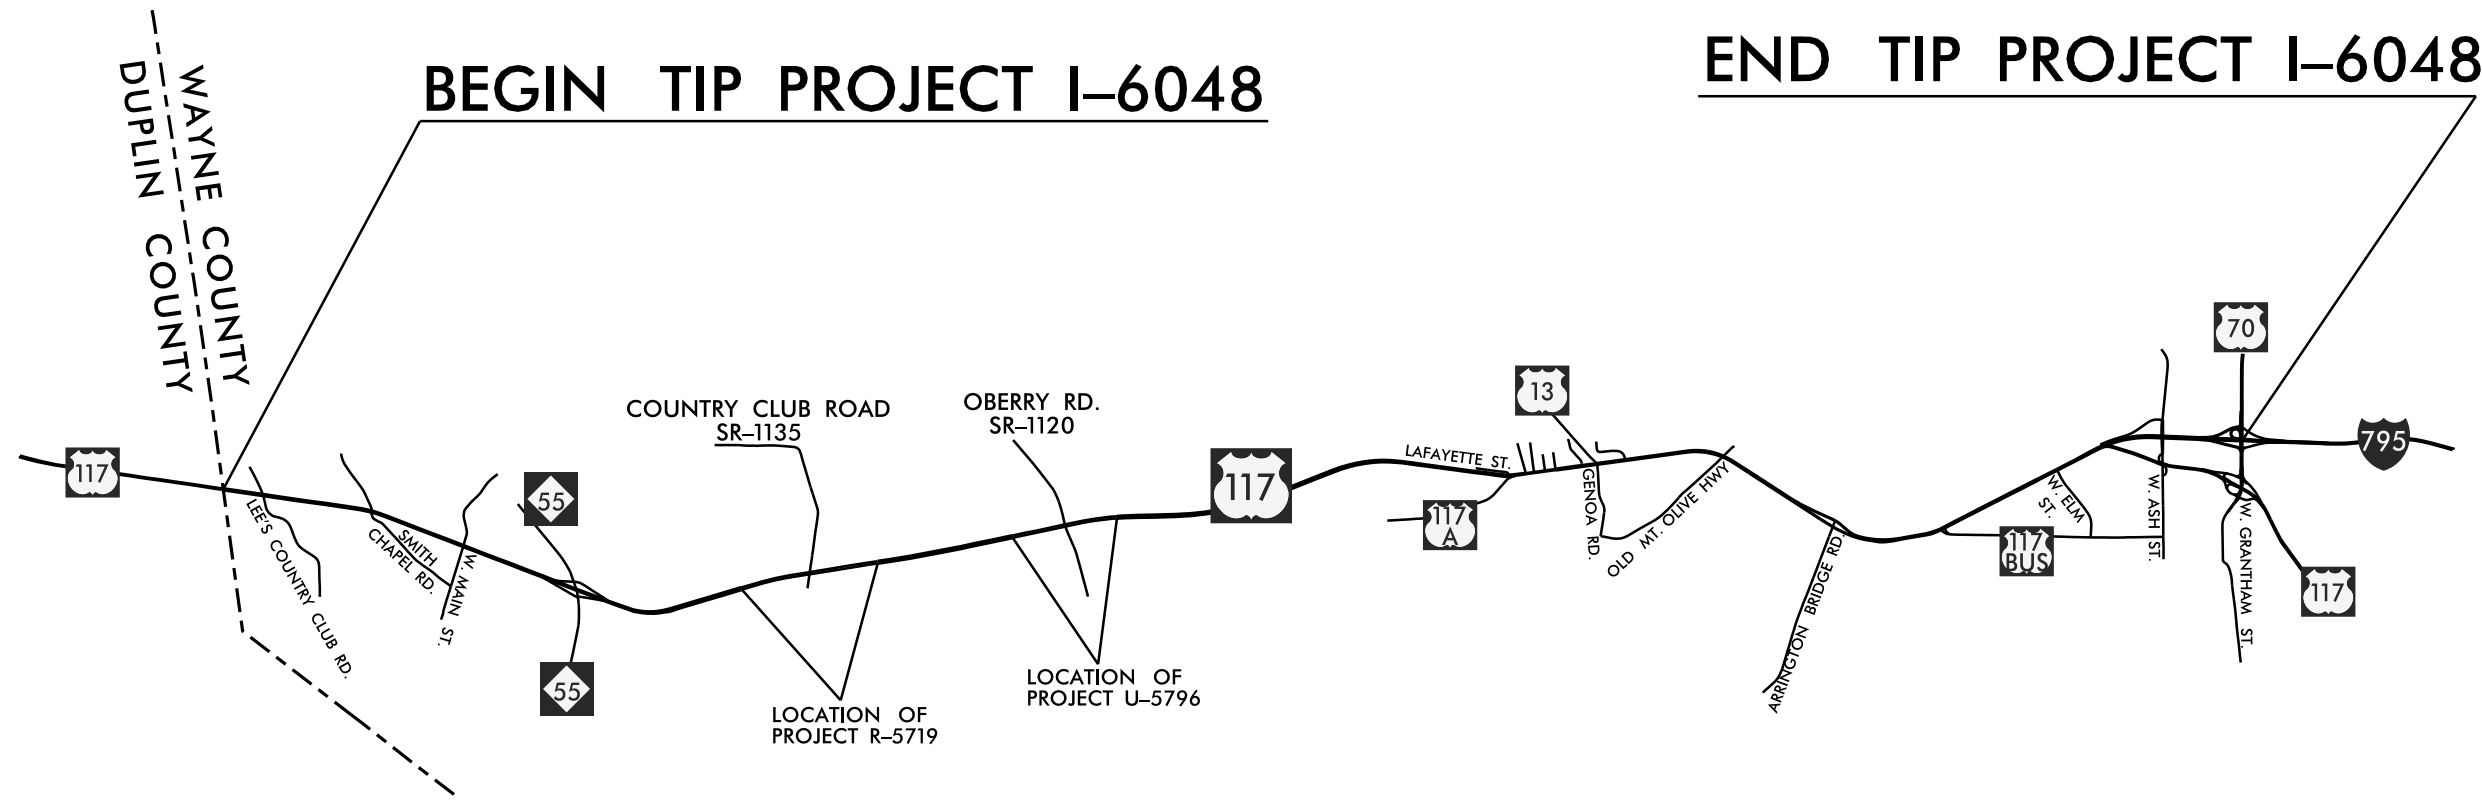 BEGIN TIP PROJECT I–6048
END TIP PROJECT I–6048
WAYNE COUNTY
DUPLIN COUNTY
117
LEE'S COUNTRY CLUB RD.
SMITH
CHAPEL RD.
W. MAIN ST.
55
55
COUNTRY CLUB ROAD
SR–1135
LOCATION OF
PROJECT R–5719
OBERRY RD.
SR–1120
LOCATION OF
PROJECT U–5796
117
LAFAYETTE ST.
117
A
13
GENOA RD.
OLD MT. OLIVE HWY
ARRINGTON BRIDGE RD.
117
BUS
W. ELM
ST.
W. ASH ST.
70
W. GRANTHAM ST.
795
117